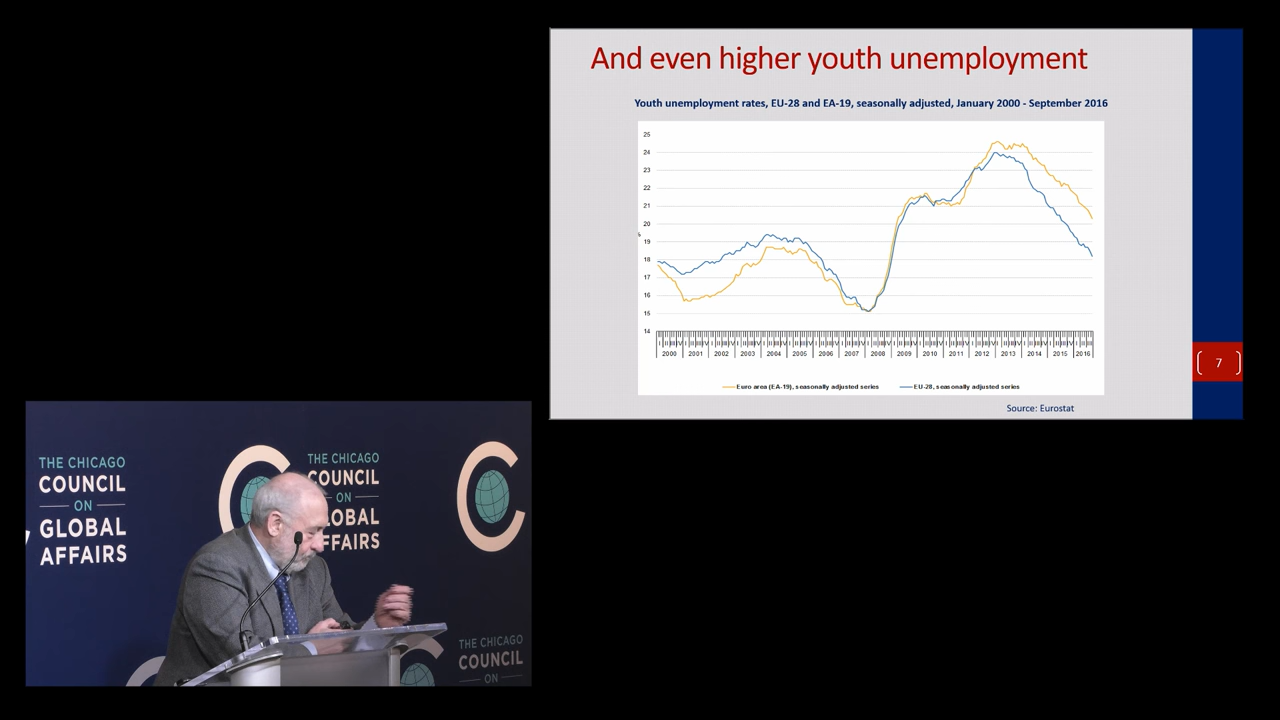 And even higher youth unemployment
Youth unemployment rates, EU-28 and EA-19, seasonally adjusted, January 2000 - September 2016
25
24
23
22
21
20
19
18
17
16
15
14
%
2000 2001 2002 2003 2004 2005 2006 2007 2008 2009 2010 2011 2012 2013 2014 2015 2016
Euro area (EA-19), seasonally adjusted series
EU-28, seasonally adjusted series
Source: Eurostat
7
THE CHICAGO
COUNCIL
ON
GLOBAL
AFFAIRS
THE CHICAGO
COUNCIL
ON
THE CHICAGO
COUNCIL
ON